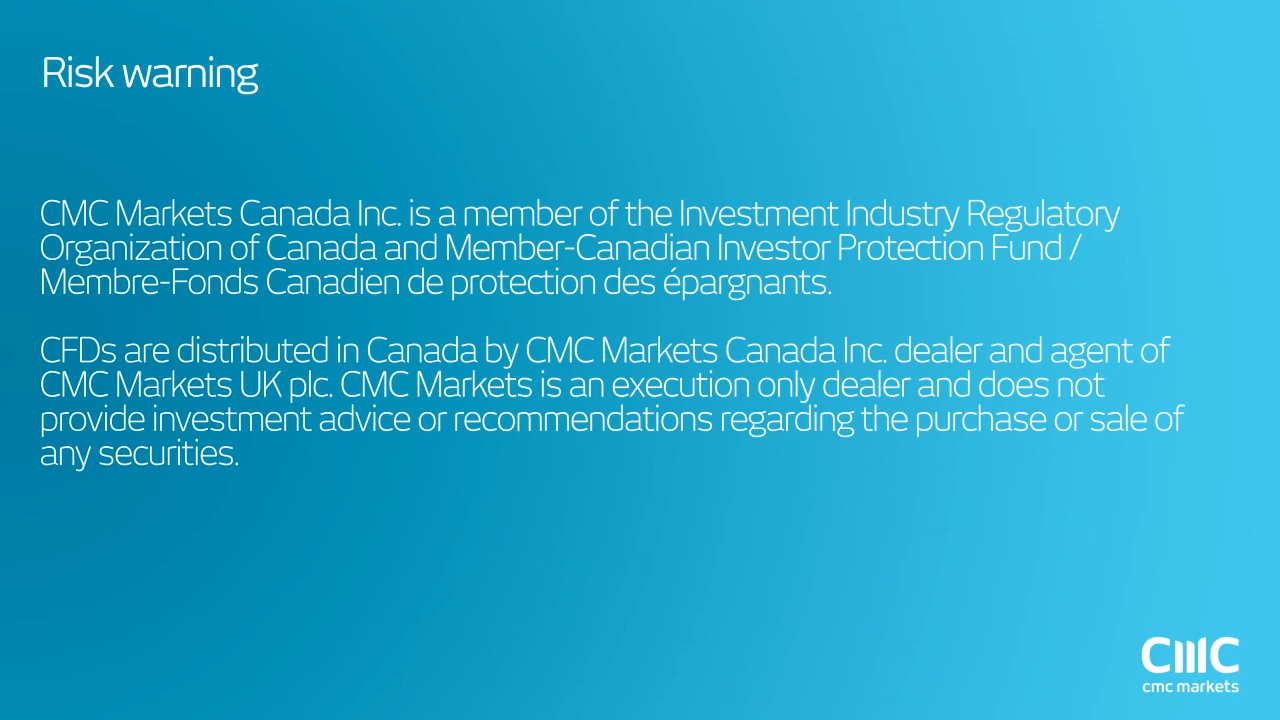 Risk warning
CMC Markets Canada Inc. is a member of the Investment Industry Regulatory
Organization of Canada and Member-Canadian Investor Protection Fund /
Membre-Fonds Canadien de protection des épargnants.
CFDs are distributed in Canada by CMC Markets Canada Inc. dealer and agent of
CMC Markets UK plc. CMC Markets is an execution only dealer and does not
provide investment advice or recommendations regarding the purchase or sale of
any securities.
CMC
cmc markets